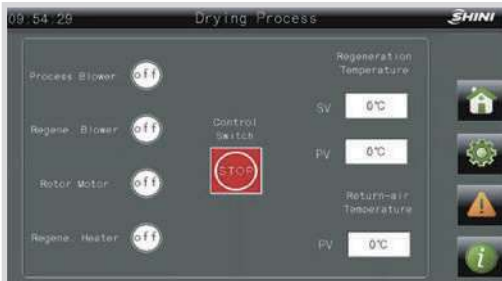 09:54:29 Drying Process SHINI
Regeneration
Temperature
Process Blower off
SV 0℃
Regene. Blower off
Control
Switch
STOP
PV 0℃
Rotor Motor off
Return-air
Temperature
Regene. Heater off
PV 0℃
i